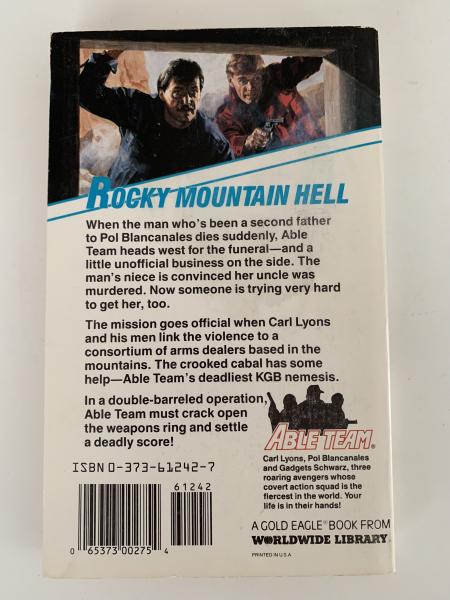 ROCKY MOUNTAIN HELL
When the man who's been a second father
to Pol Blancanales dies suddenly, Able
Team heads west for the funeral—and a
little unofficial business on the side. The
man's niece is convinced her uncle was
murdered. Now someone is trying very hard
to get her, too.
The mission goes official when Carl Lyons
and his men link the violence to a
consortium of arms dealers based in the
mountains. The crooked cabal has some
help—Able Team's deadliest KGB nemesis.
In a double-barreled operation,
Able Team must crack open
the weapons ring and settle
a deadly score!
ABLE TEAM®
Carl Lyons, Pol Blancanales
and Gadgets Schwarz, three
roaring avengers whose
covert action squad is the
fiercest in the world. Your
life is in their hands!
ISBN 0-373-61242-7
61242
0 65373 00275 4
A GOLD EAGLE® BOOK FROM
WORLDWIDE LIBRARY
PRINTED IN U.S.A.